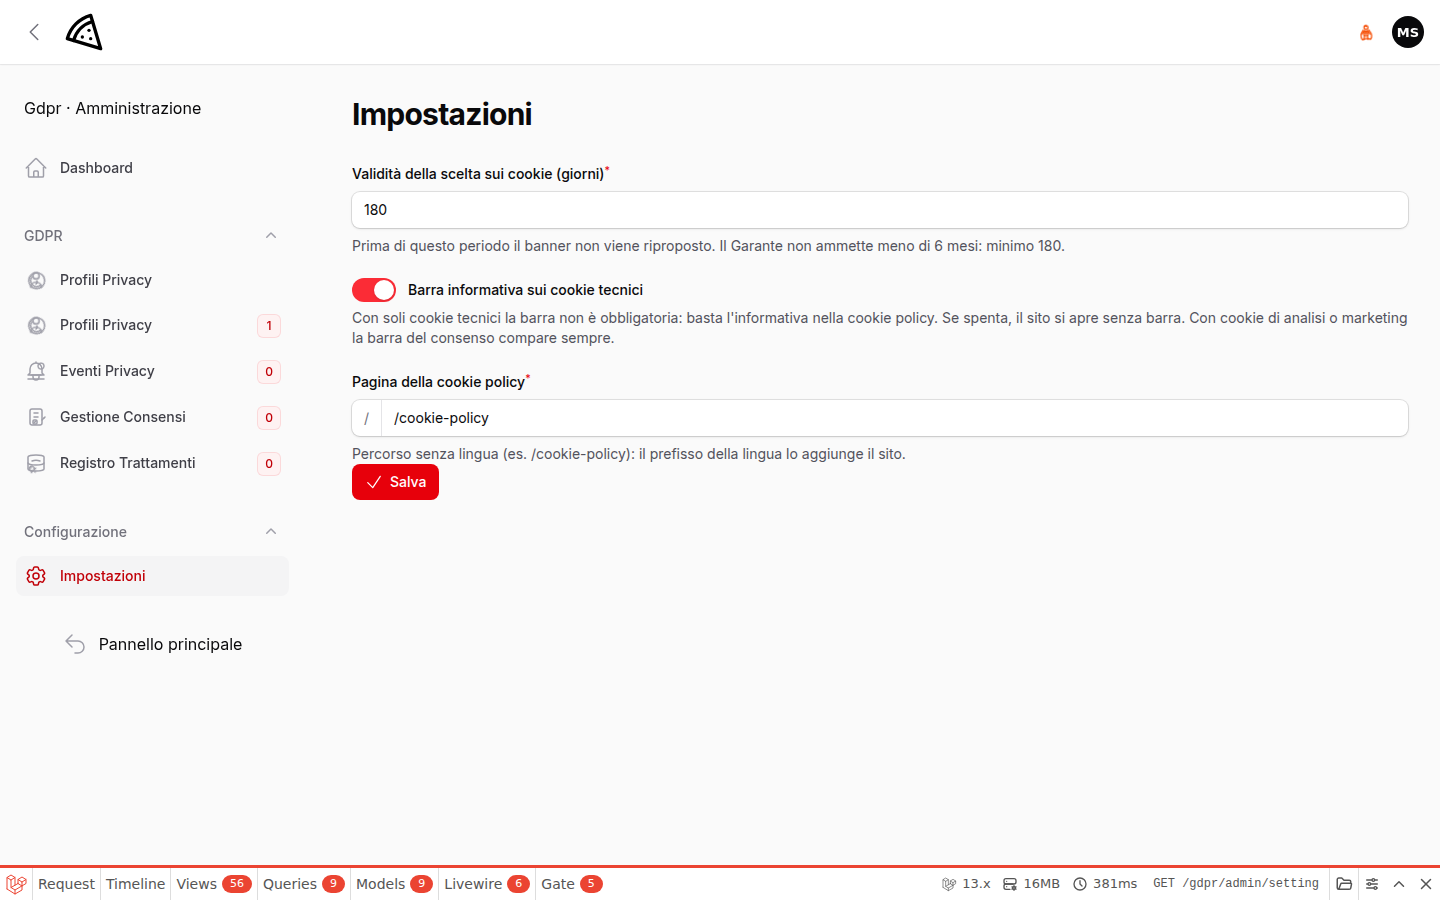 MS
Gdpr · Amministrazione
Dashboard
GDPR
Profili Privacy
Profili Privacy 1
Eventi Privacy 0
Gestione Consensi 0
Registro Trattamenti 0
Configurazione
Impostazioni
Pannello principale
Impostazioni
Validità della scelta sui cookie (giorni)*
180
Prima di questo periodo il banner non viene riproposto. Il Garante non ammette meno di 6 mesi: minimo 180.
Barra informativa sui cookie tecnici
Con soli cookie tecnici la barra non è obbligatoria: basta l'informativa nella cookie policy. Se spenta, il sito si apre senza barra. Con cookie di analisi o marketing
la barra del consenso compare sempre.
Pagina della cookie policy*
/ /cookie-policy
Percorso senza lingua (es. /cookie-policy): il prefisso della lingua lo aggiunge il sito.
Salva
Request Timeline Views 56 Queries 9 Models 9 Livewire 6 Gate 5 13.x 16MB 381ms GET /gdpr/admin/setting